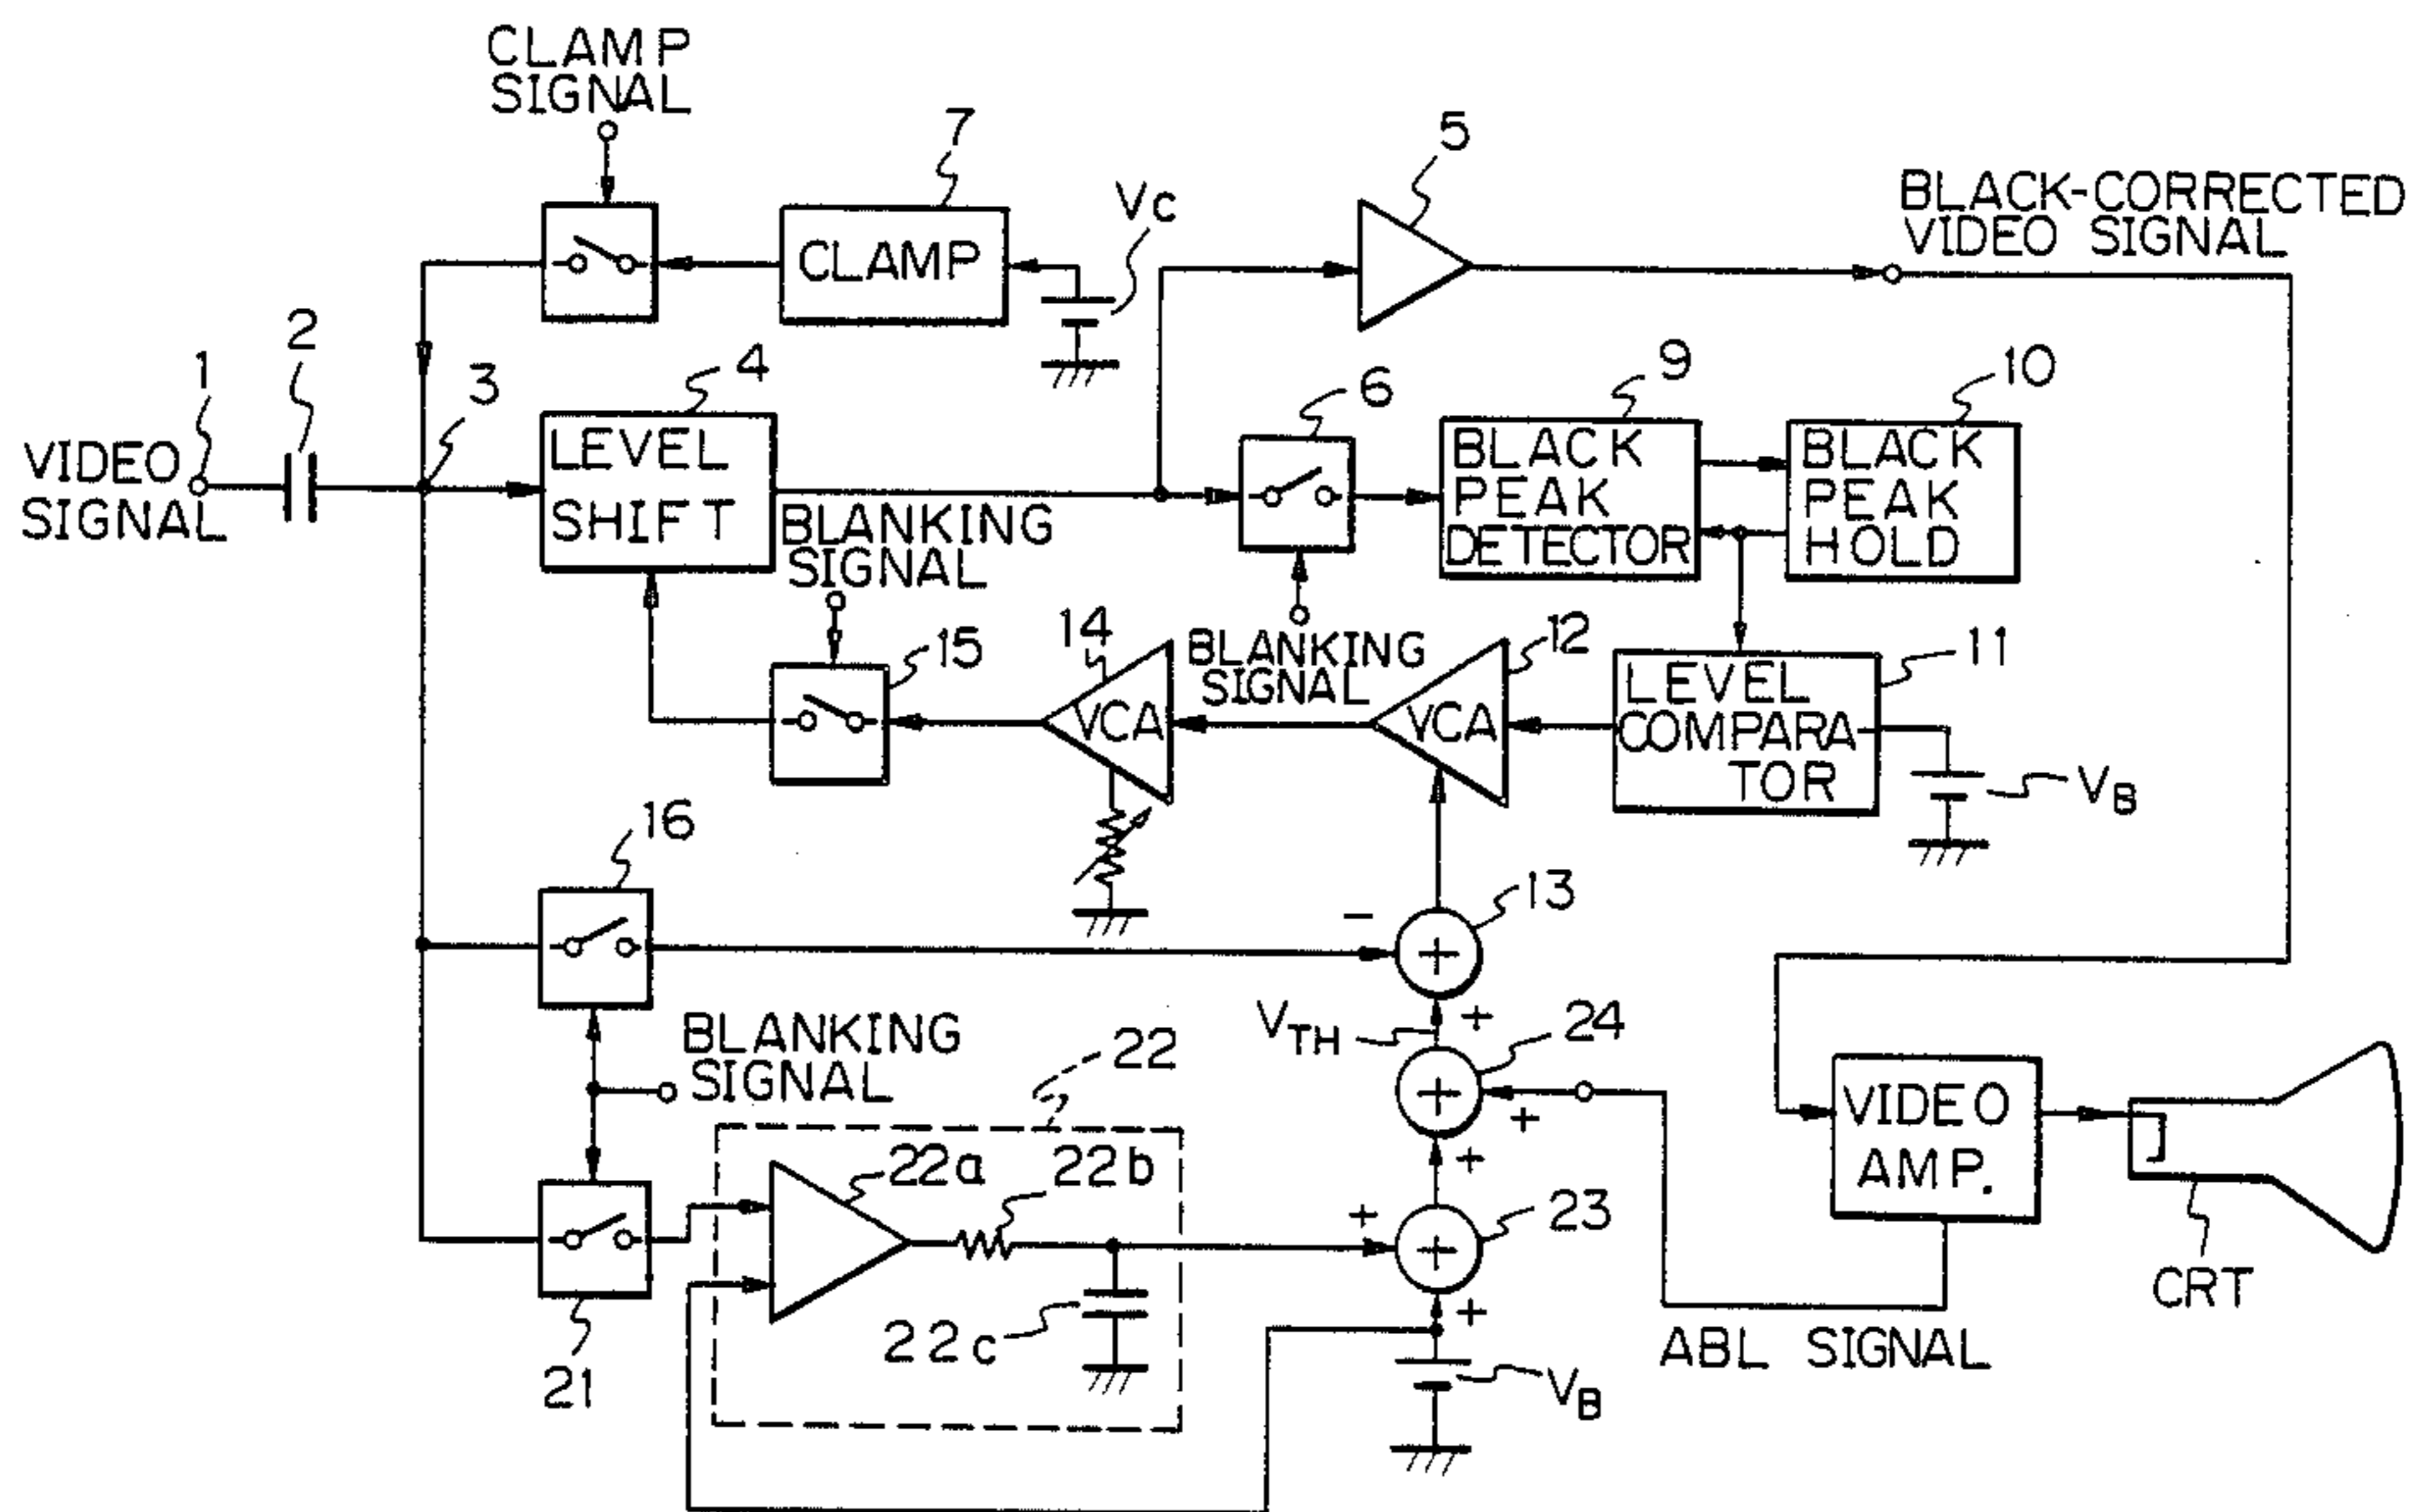 CLAMP
SIGNAL
7
5
Vc
BLACK-CORRECTED
VIDEO SIGNAL
CLAMP
1
2
3
4
6
9
10
VIDEO
SIGNAL
LEVEL
SHIFT
BLACK
PEAK
DETECTOR
BLACK
PEAK
HOLD
BLANKING
SIGNAL
15
14
BLANKING
SIGNAL
12
11
VCA
VCA
LEVEL
COMPARA
TOR
VB
16
13
-
+
+
VTH
24
BLANKING
SIGNAL
22
+
+
+
VIDEO
AMP.
22a
22b
+
+
23
22c
+
CRT
21
VB
ABL SIGNAL